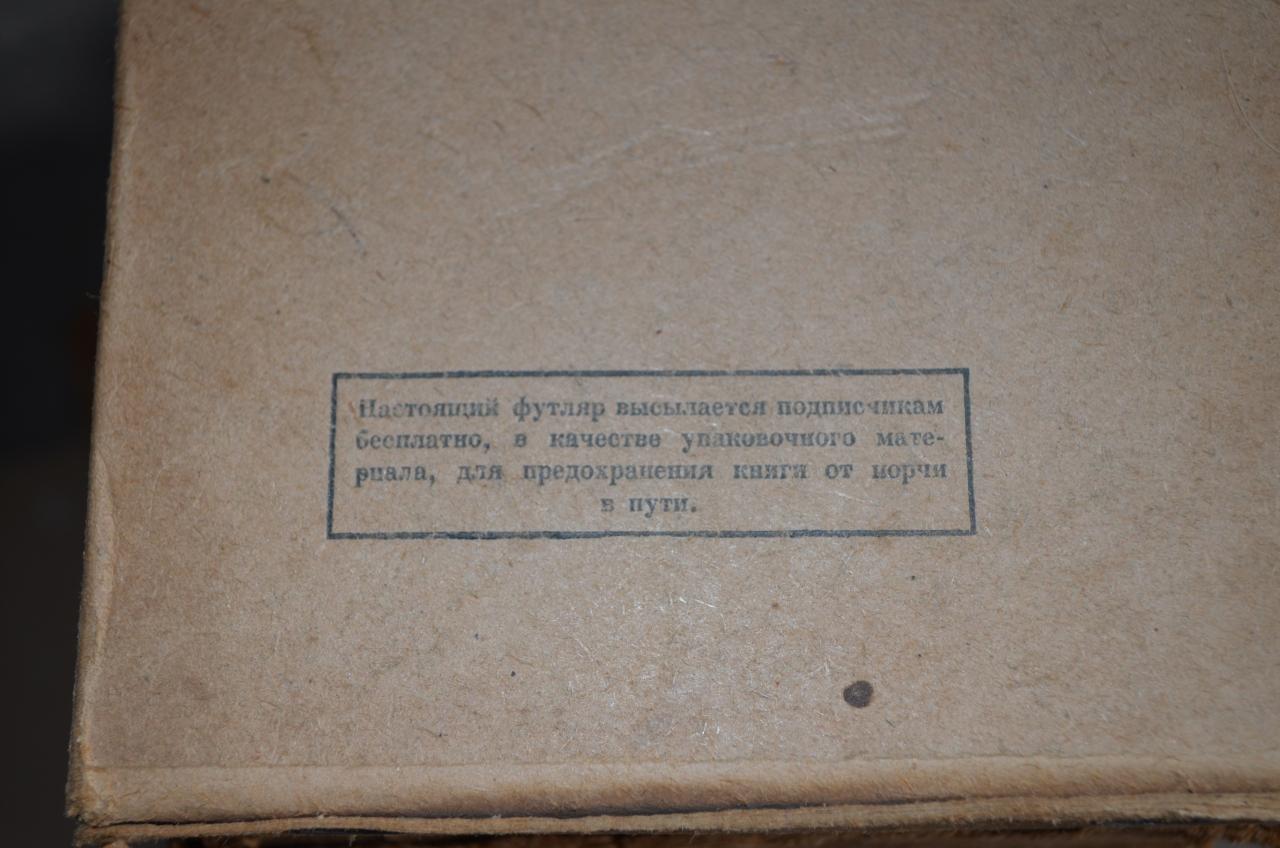 Настоящий футляр высылается подписчикам
бесплатно, в качестве упаковочного мате-
риала, для предохранения книги от порчи
в пути.